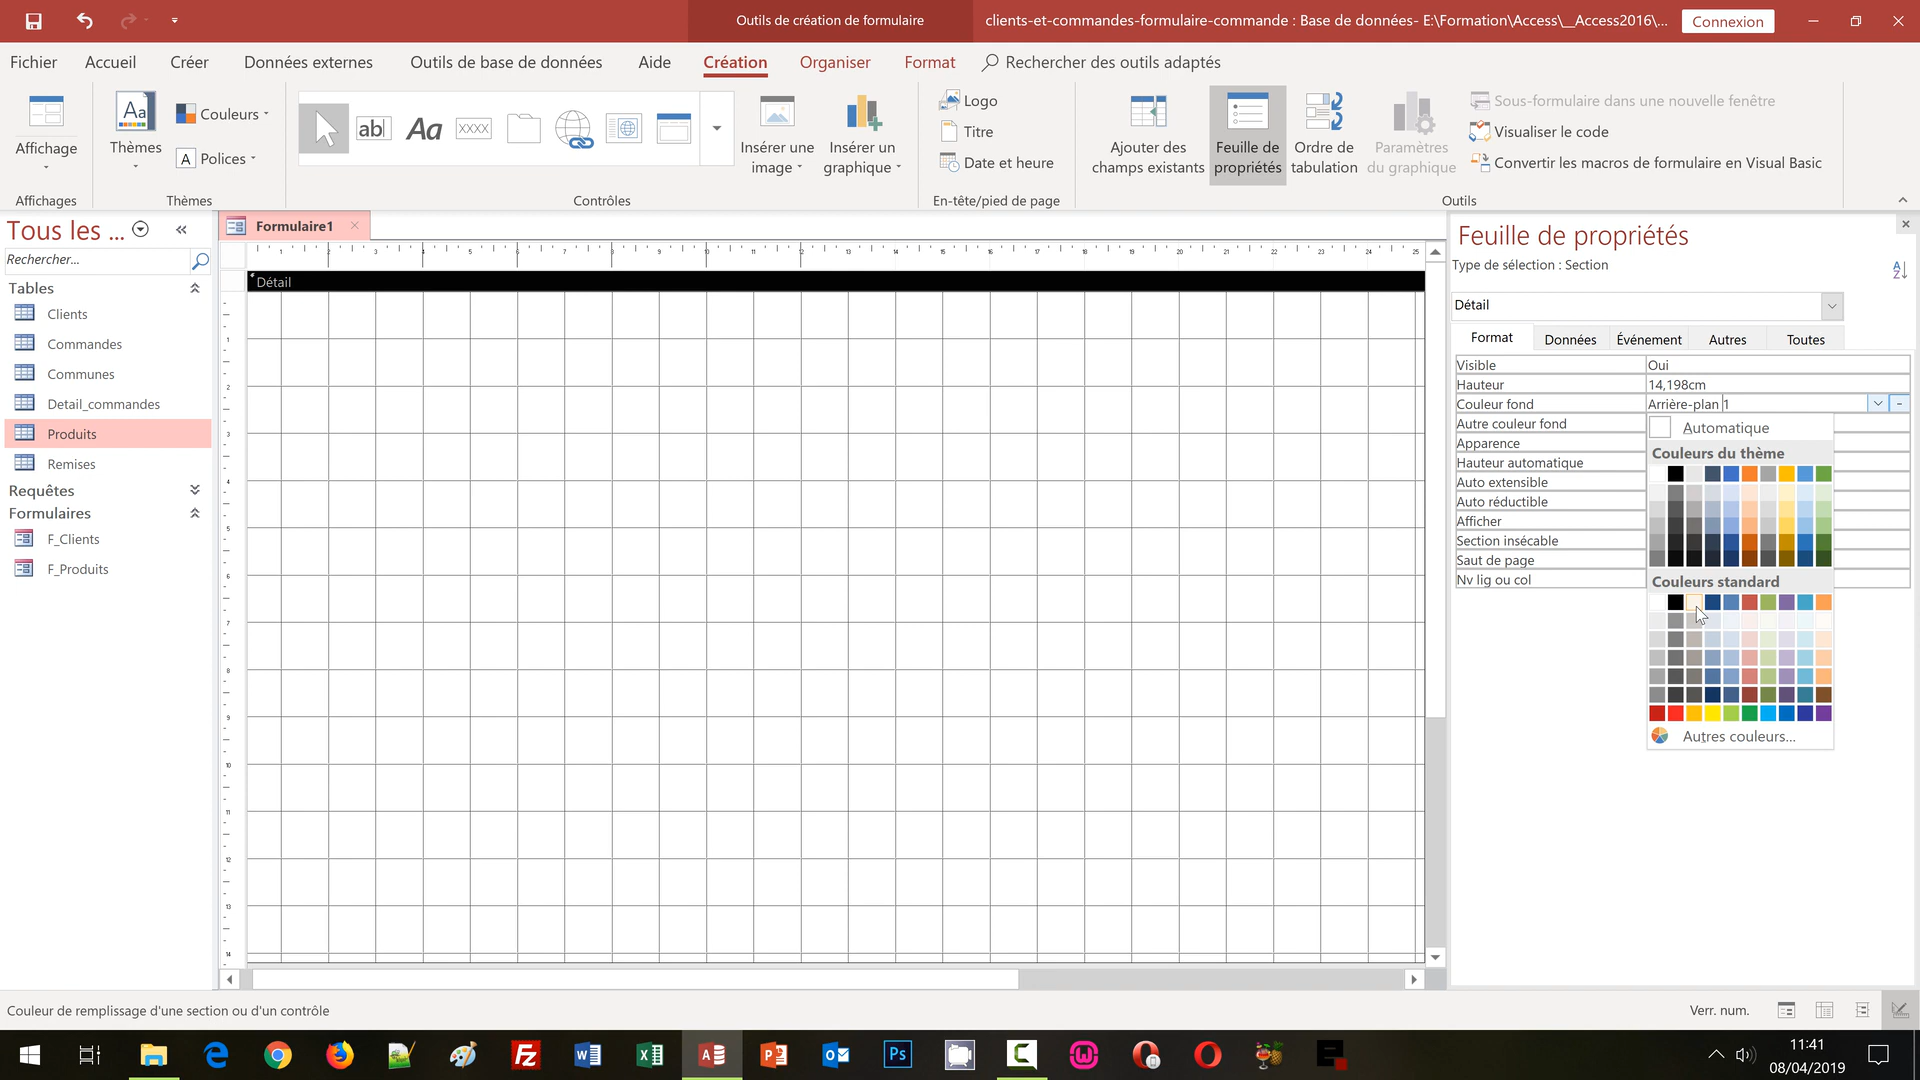 Outils de création de formulaire
clients-et-commandes-formulaire-commande : Base de données- E:\Formation\Access\__Access2016\...
Connexion
Fichier
Accueil
Créer
Données externes
Outils de base de données
Aide
Création
Organiser
Format
Rechercher des outils adaptés
Affichage
Thèmes
Couleurs
Polices
Insérer une image
Insérer un graphique
Logo
Titre
Date et heure
Ajouter des champs existants
Feuille de propriétés
Ordre de tabulation
Paramètres du graphique
Sous-formulaire dans une nouvelle fenêtre
Visualiser le code
Convertir les macros de formulaire en Visual Basic
Affichages
Thèmes
Contrôles
En-tête/pied de page
Outils
Tous les ...
Rechercher...
Tables
Clients
Commandes
Communes
Detail_commandes
Produits
Remises
Requêtes
Formulaires
F_Clients
F_Produits
Formulaire1
Détail
Feuille de propriétés
Type de sélection : Section
Détail
Format
Données
Événement
Autres
Toutes
Visible
Oui
Hauteur
14,198cm
Couleur fond
Arrière-plan 1
Autre couleur fond
Apparence
Hauteur automatique
Auto extensible
Auto réductible
Afficher
Section insécable
Saut de page
Nv lig ou col
Automatique
Couleurs du thème
Couleurs standard
Autres couleurs...
Couleur de remplissage d'une section ou d'un contrôle
Verr. num.
11:41
08/04/2019